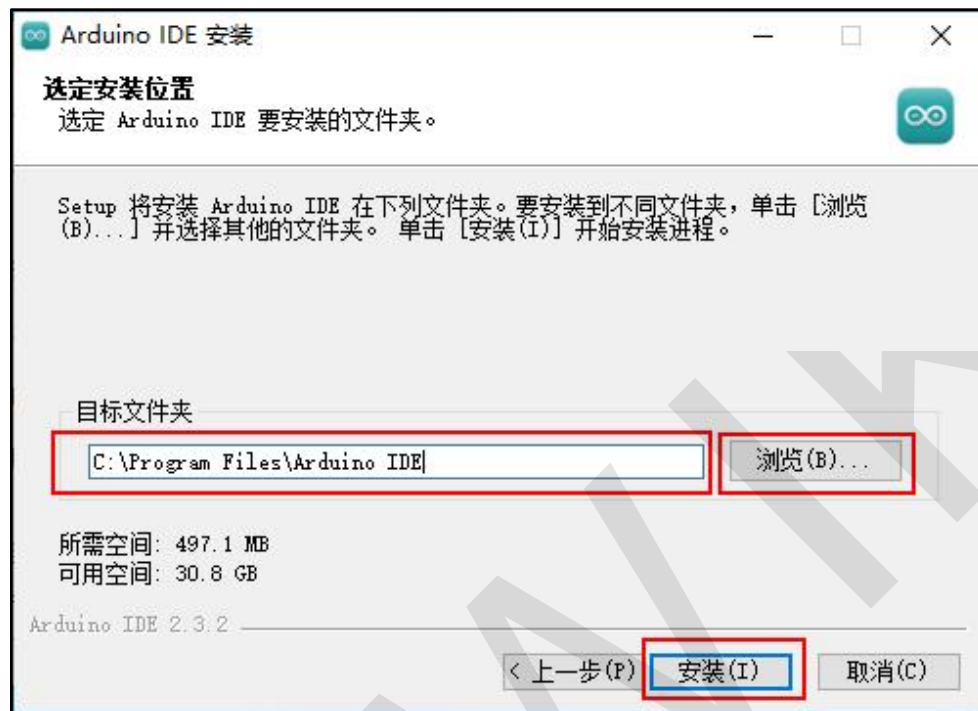 Arduino IDE 安装
选定安装位置
选定 Arduino IDE 要安装的文件夹。
Setup 将安装 Arduino IDE 在下列文件夹。要安装到不同文件夹，单击 [浏览
(B)...] 并选择其他的文件夹。 单击 [安装(I)] 开始安装进程。
目标文件夹
C:\Program Files\Arduino IDE
浏览(B)...
所需空间: 497.1 MB
可用空间: 30.8 GB
Arduino IDE 2.3.2
< 上一步(P) 安装(I) 取消(C)